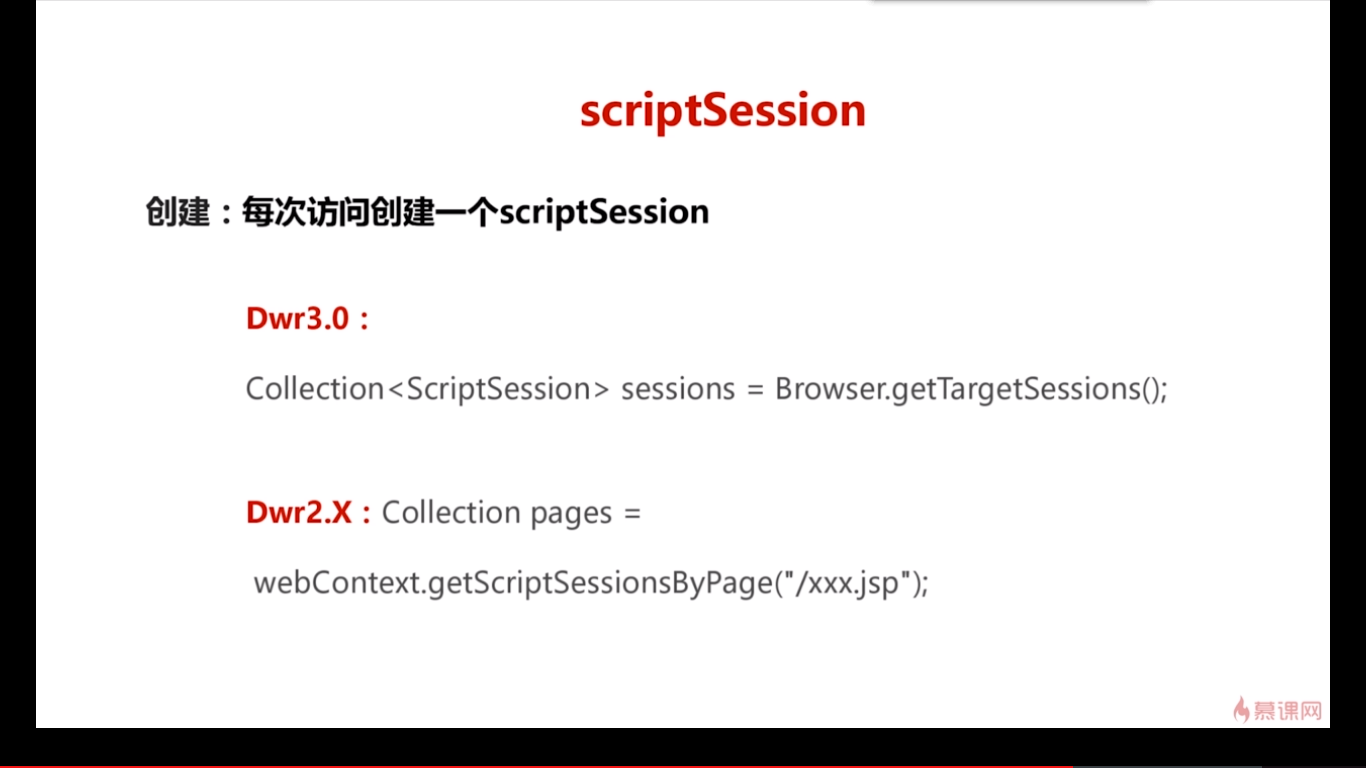 scriptSession
创建：每次访问创建一个scriptSession
Dwr3.0：
Collection<ScriptSession> sessions = Browser.getTargetSessions();
Dwr2.X：Collection pages =
webContext.getScriptSessionsByPage("/xxx.jsp");
慕课网